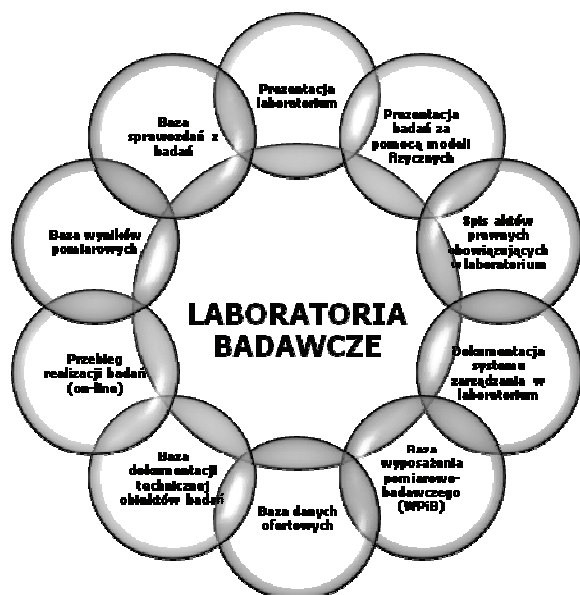 Prezentacja
laboratorium
Prezentacja
badań za
pomocą modeli
fizycznych
Spis aktów
prawnych
obowiązujących
w laboratorium
Dokumentacja
systemu
zarządzania w
laboratorium
Baza
wyposażenia
pomiarowo-
badawczego
(WPiB)
Baza danych
ofertowych
Baza
dokumentacji
technicznej
obiektów badań
Przebieg
realizacji badań
(on-line)
Baza wyników
pomiarowych
Baza
sprawozdań z
badań
LABORATORIA
BADAWCZE